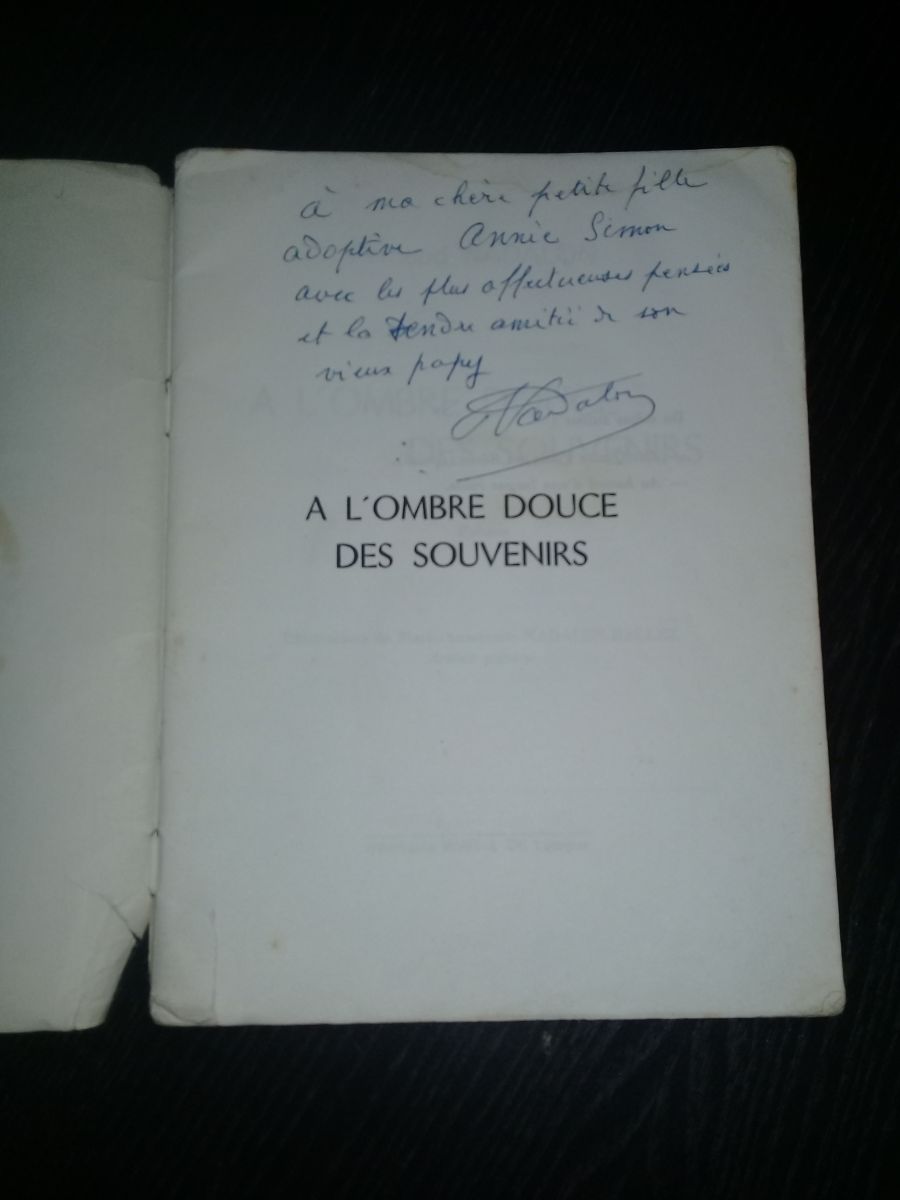 à ma chère petite fille
adoptive Annie Simon
avec les plus affectueuses pensées
et la tendre amitié de son
vieux papy
A L'OMBRE DOUCE
DES SOUVENIRS